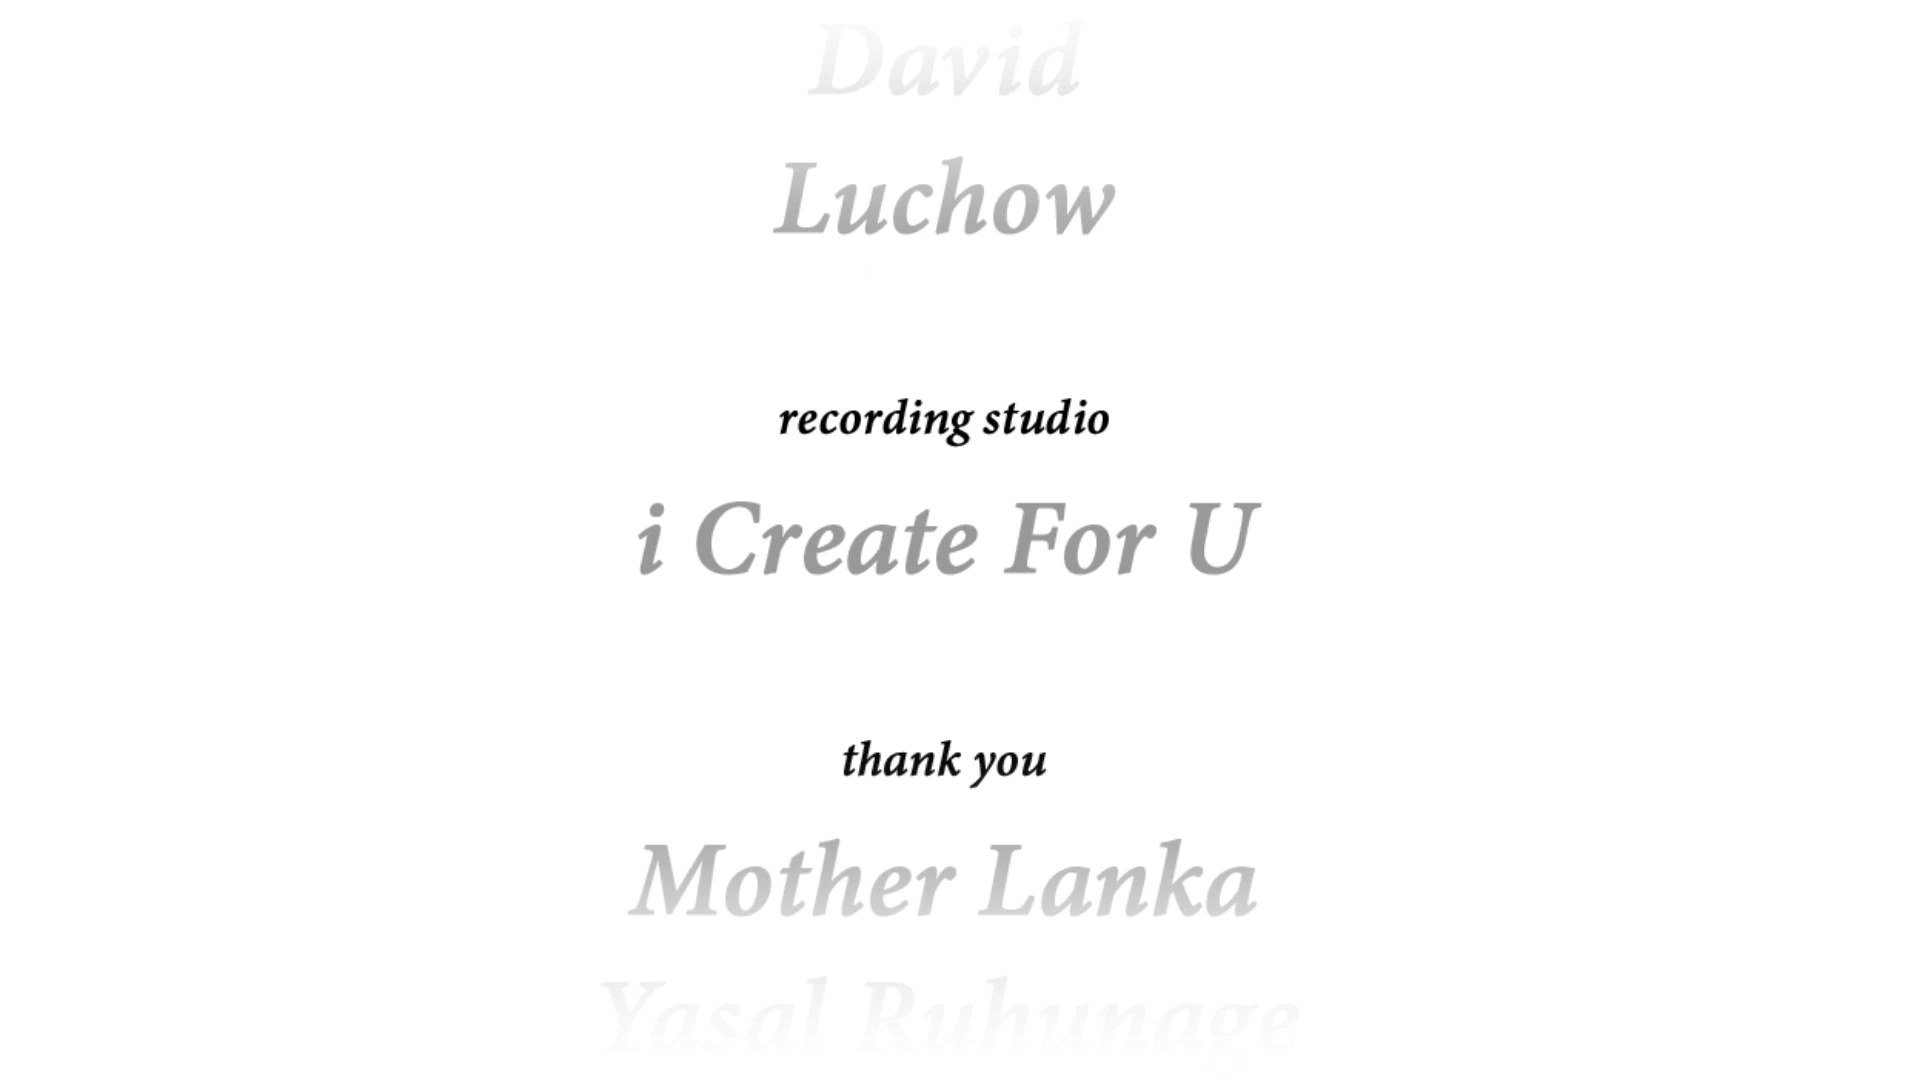 David
Luchow
recording studio
i Create For U
thank you
Mother Lanka
Yasal Ruhunage